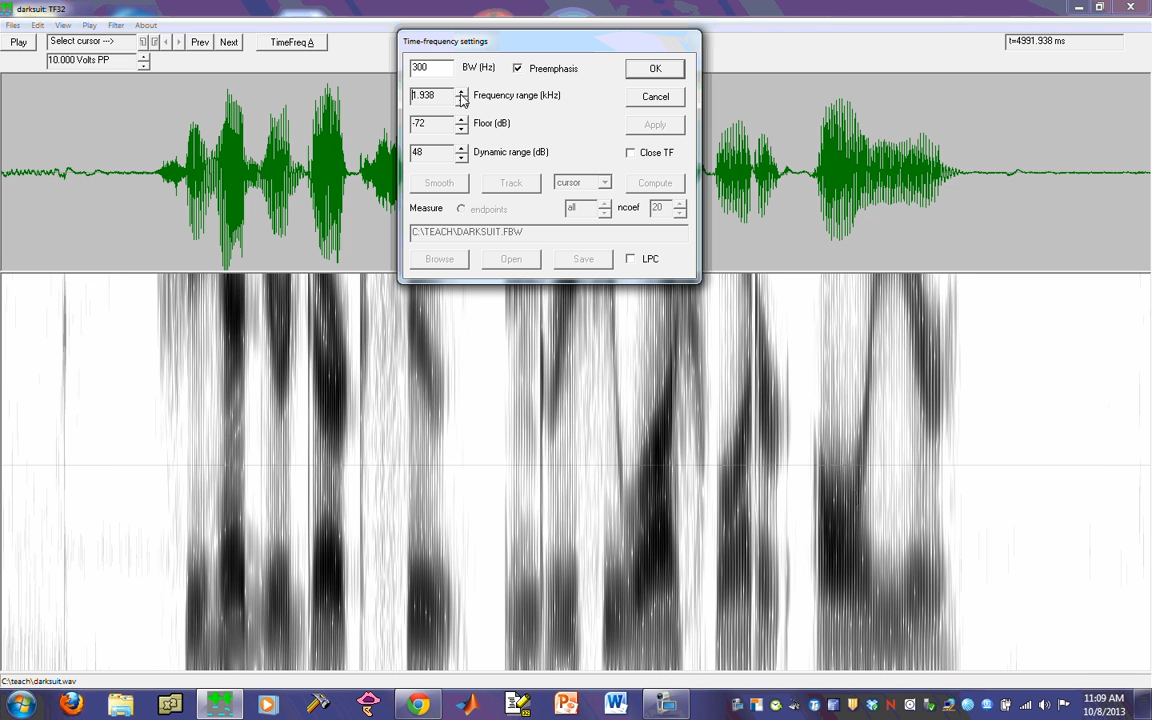 darksuit: TF32
Files Edit View Play Filter About
Play Select cursor ---> Prev Next TimeFreq Δ t=4991.938 ms
10.000 Volts PP
Time-frequency settings
300 BW (Hz) Preemphasis OK
1.938 Frequency range (kHz) Cancel
-72 Floor (dB) Apply
48 Dynamic range (dB) Close TF
Smooth Track cursor Compute
Measure endpoints all ncoef 20
C:\TEACH\DARKSUIT.FBW
Browse Open Save LPC
C:\teach\darksuit.wav
11:09 AM
10/8/2013